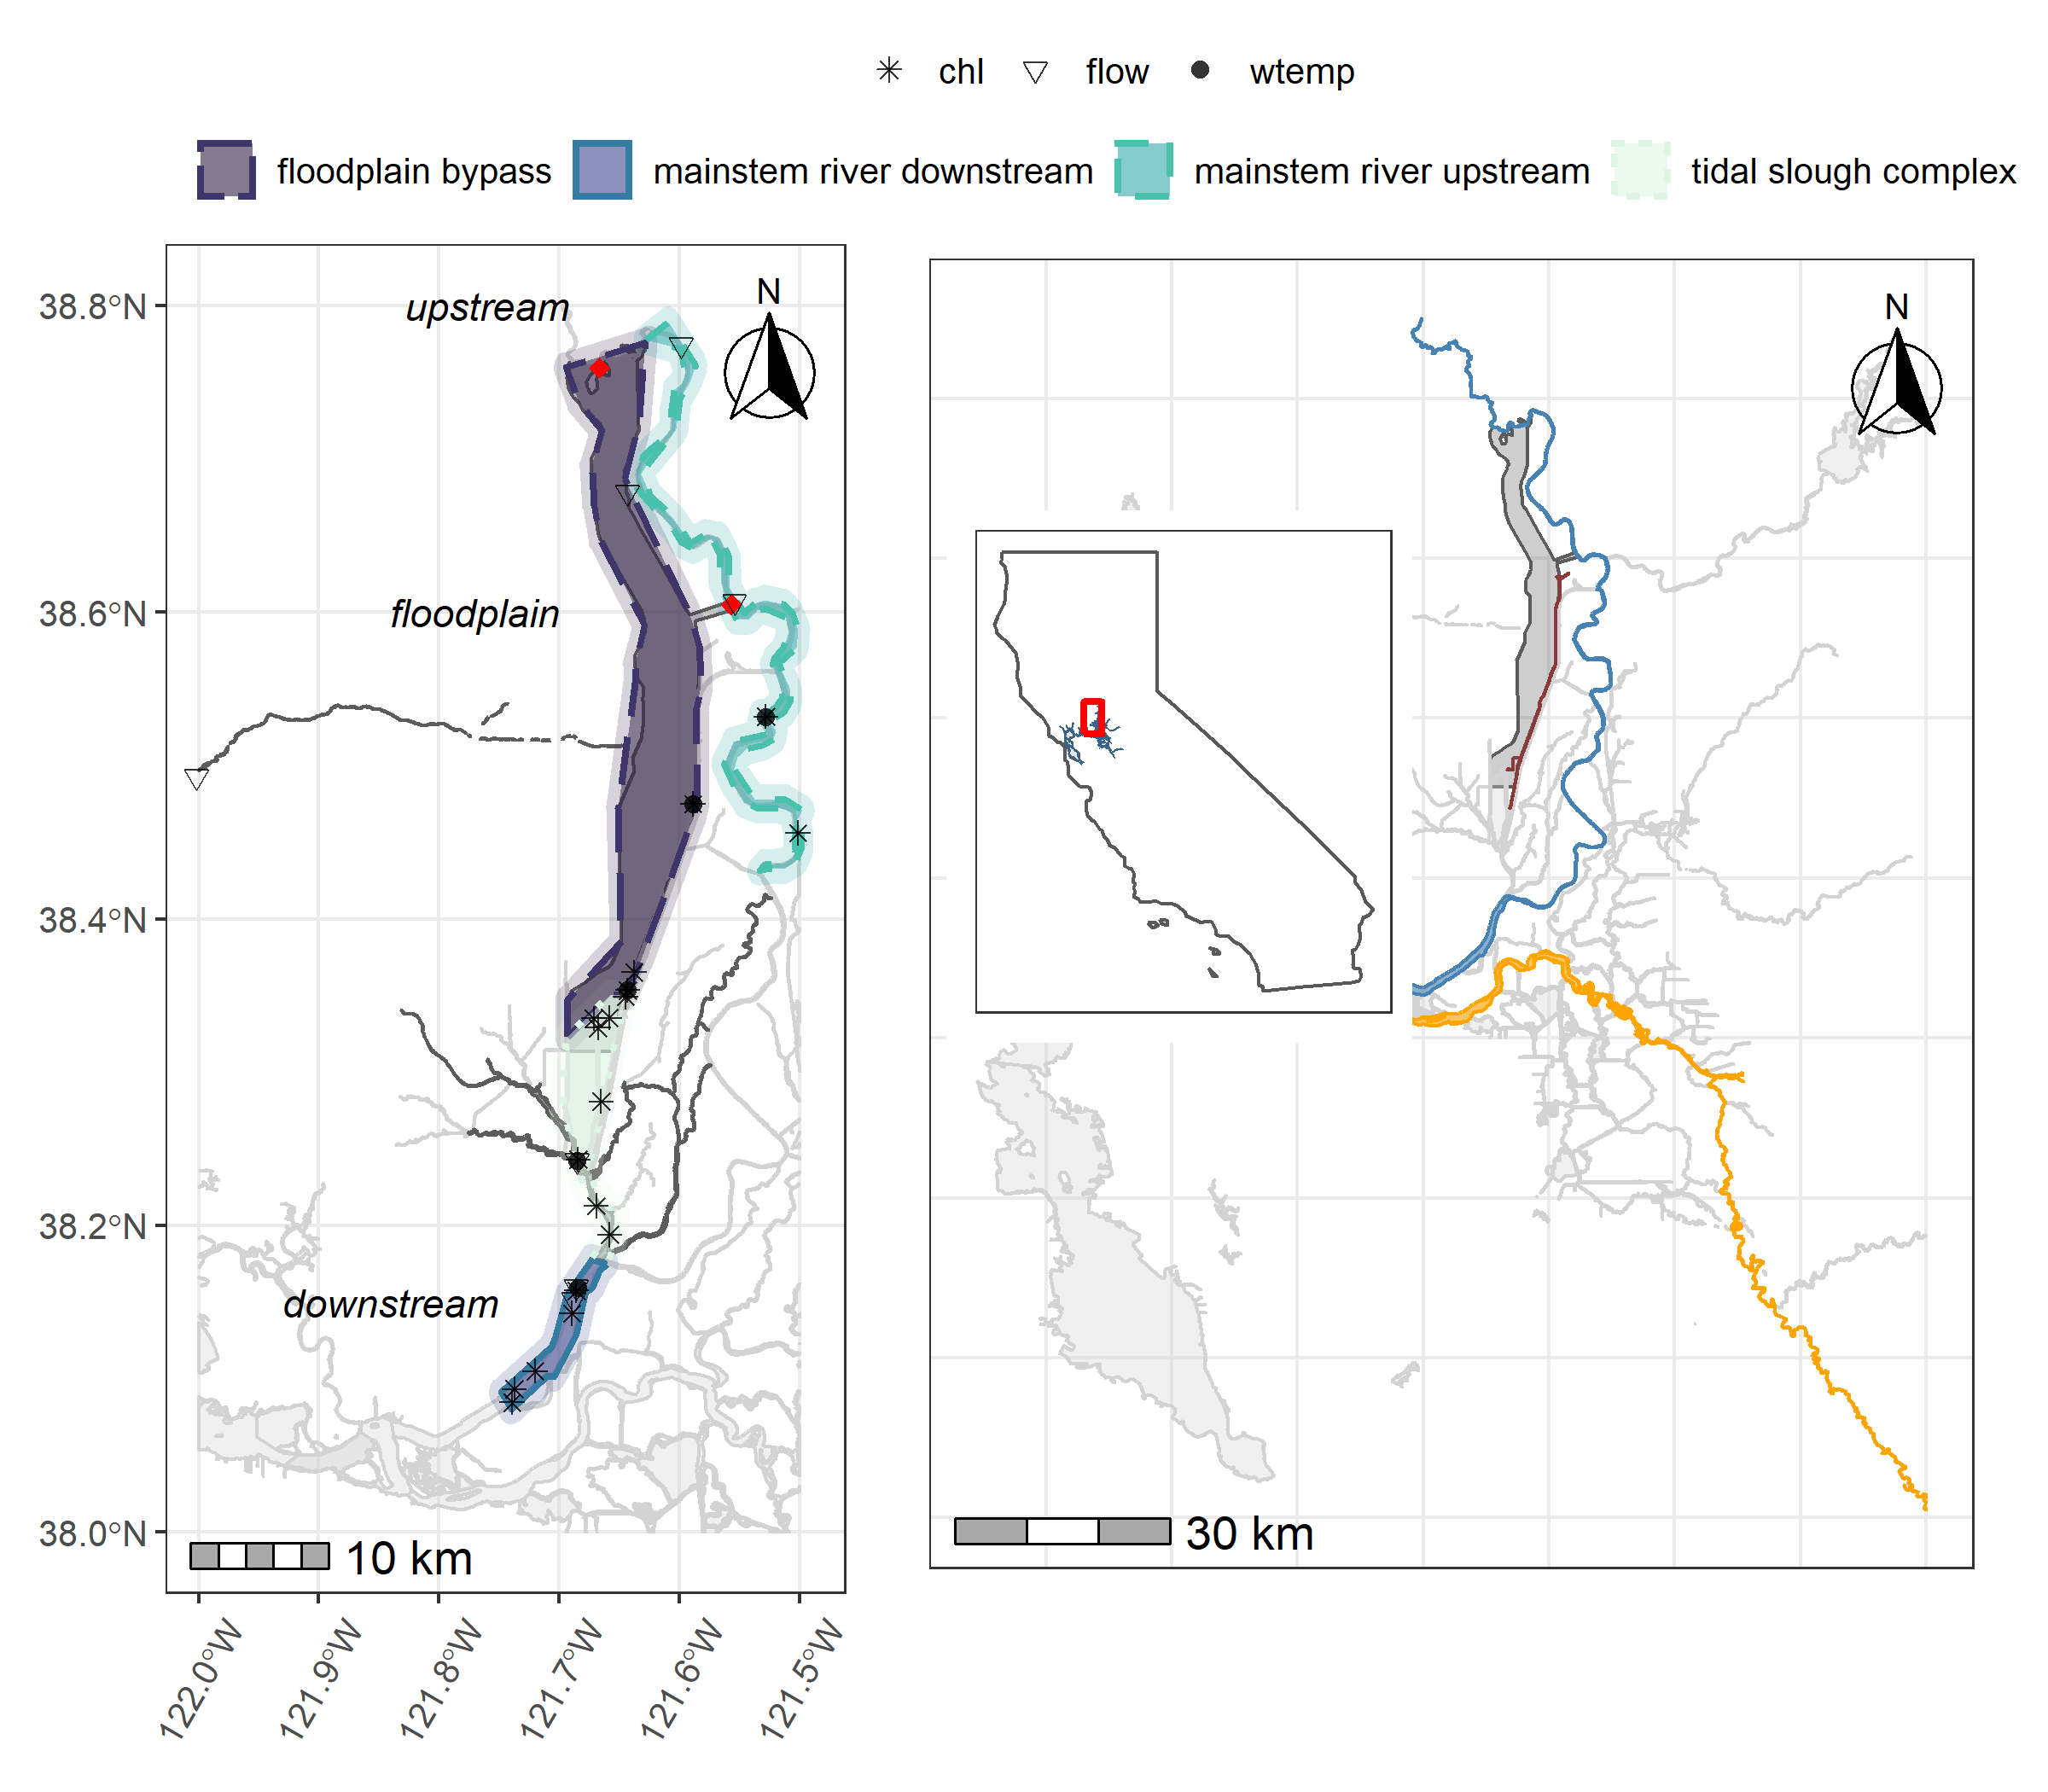 chl flow wtemp
floodplain bypass mainstem river downstream mainstem river upstream tidal slough complex
38.8°N
38.6°N
38.4°N
38.2°N
38.0°N
upstream
N
floodplain
downstream
10 km
122.0°W 121.9°W 121.8°W 121.7°W 121.6°W 121.5°W
N
30 km